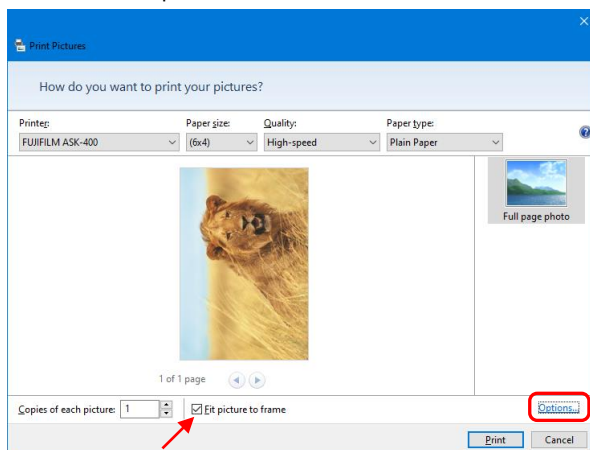 Print Pictures
How do you want to print your pictures?
Printer: Paper size: Quality: Paper type:
FUJIFILM ASK-400 (6x4) High-speed Plain Paper
Full page photo
1 of 1 page
Copies of each picture: 1 Fit picture to frame Options...
Print Cancel